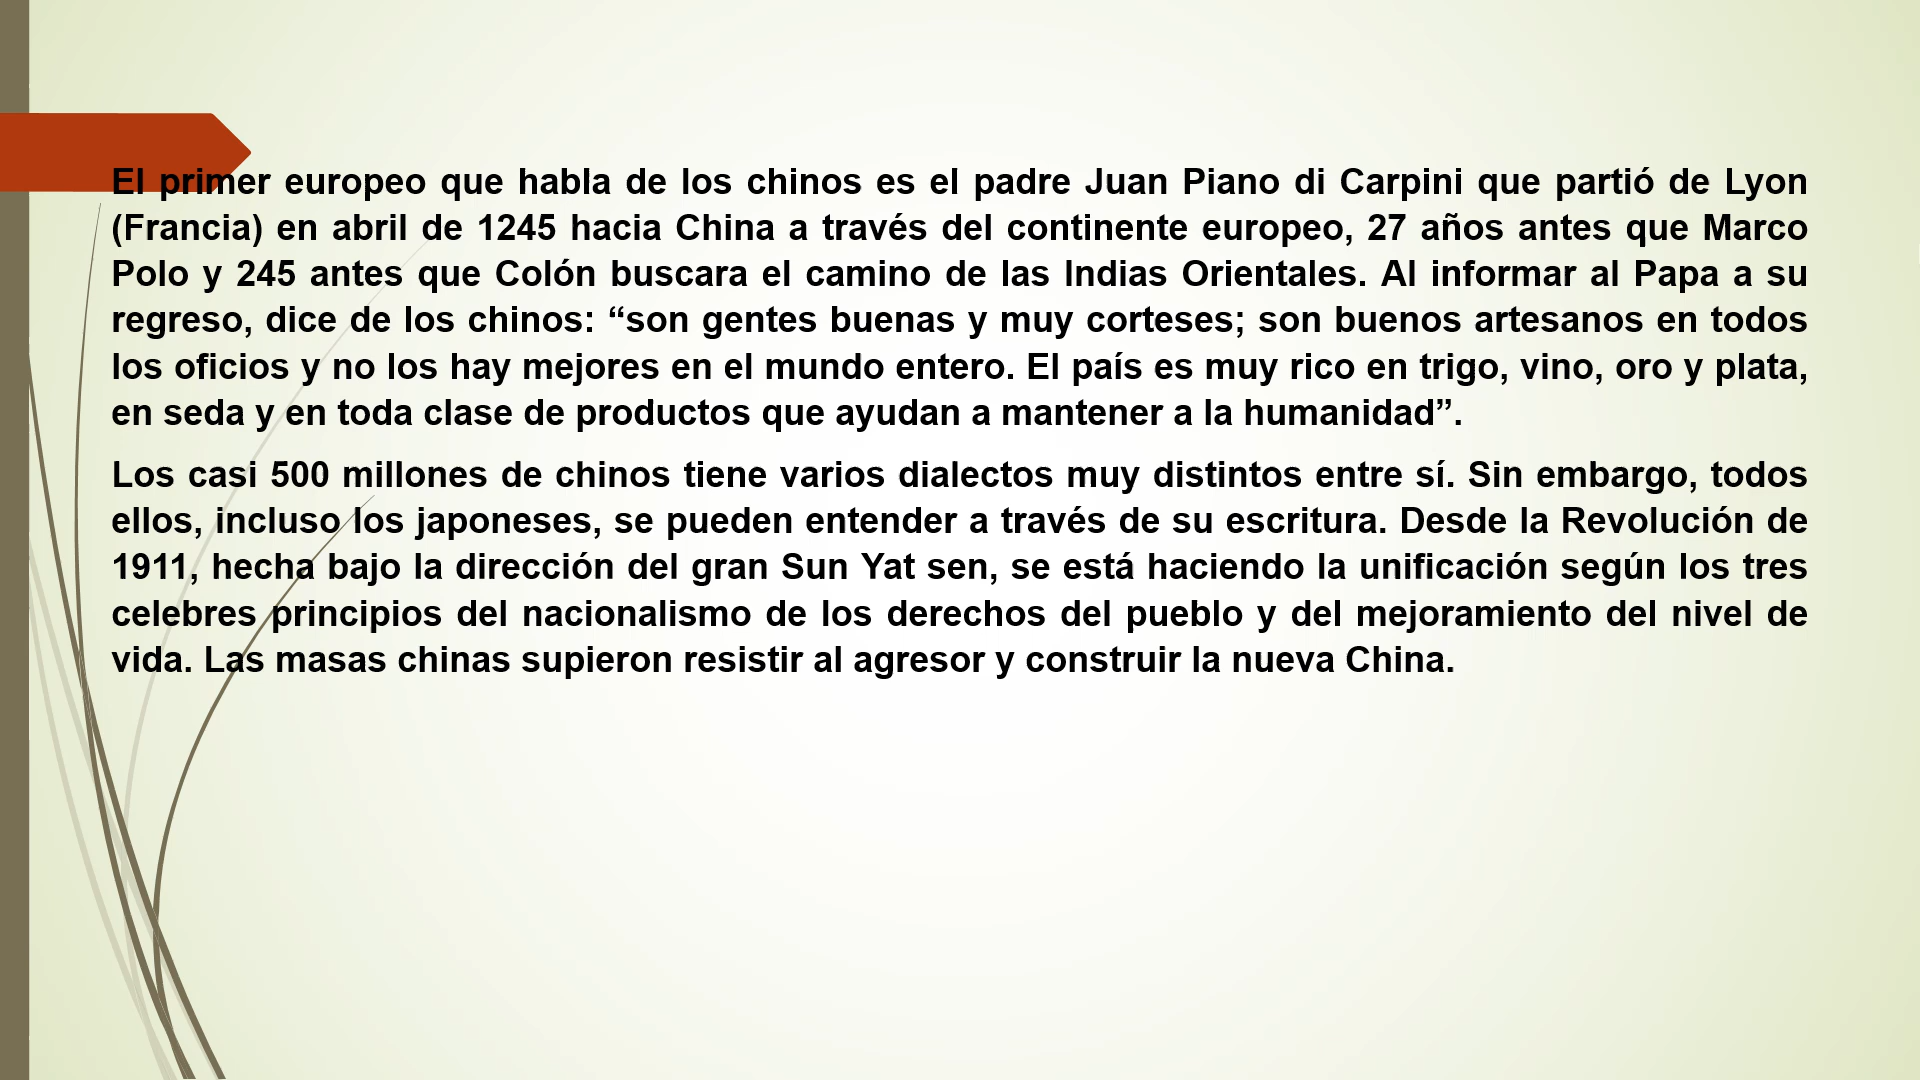 El primer europeo que habla de los chinos es el padre Juan Piano di Carpini que partió de Lyon
(Francia) en abril de 1245 hacia China a través del continente europeo, 27 años antes que Marco
Polo y 245 antes que Colón buscara el camino de las Indias Orientales. Al informar al Papa a su
regreso, dice de los chinos: “son gentes buenas y muy corteses; son buenos artesanos en todos
los oficios y no los hay mejores en el mundo entero. El país es muy rico en trigo, vino, oro y plata,
en seda y en toda clase de productos que ayudan a mantener a la humanidad”.
Los casi 500 millones de chinos tiene varios dialectos muy distintos entre sí. Sin embargo, todos
ellos, incluso los japoneses, se pueden entender a través de su escritura. Desde la Revolución de
1911, hecha bajo la dirección del gran Sun Yat sen, se está haciendo la unificación según los tres
celebres principios del nacionalismo de los derechos del pueblo y del mejoramiento del nivel de
vida. Las masas chinas supieron resistir al agresor y construir la nueva China.